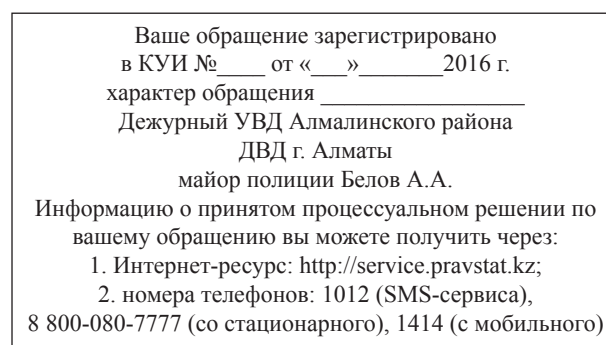 Ваше обращение зарегистрировано
в КУИ №____ от «___»_______2016 г.
характер обращения _________________
Дежурный УВД Алмалинского района
ДВД г. Алматы
майор полиции Белов А.А.
Информацию о принятом процессуальном решении по
вашему обращению вы можете получить через:
1. Интернет-ресурс: http://service.pravstat.kz;
2. номера телефонов: 1012 (SMS-сервиса),
8 800-080-7777 (со стационарного), 1414 (с мобильного)